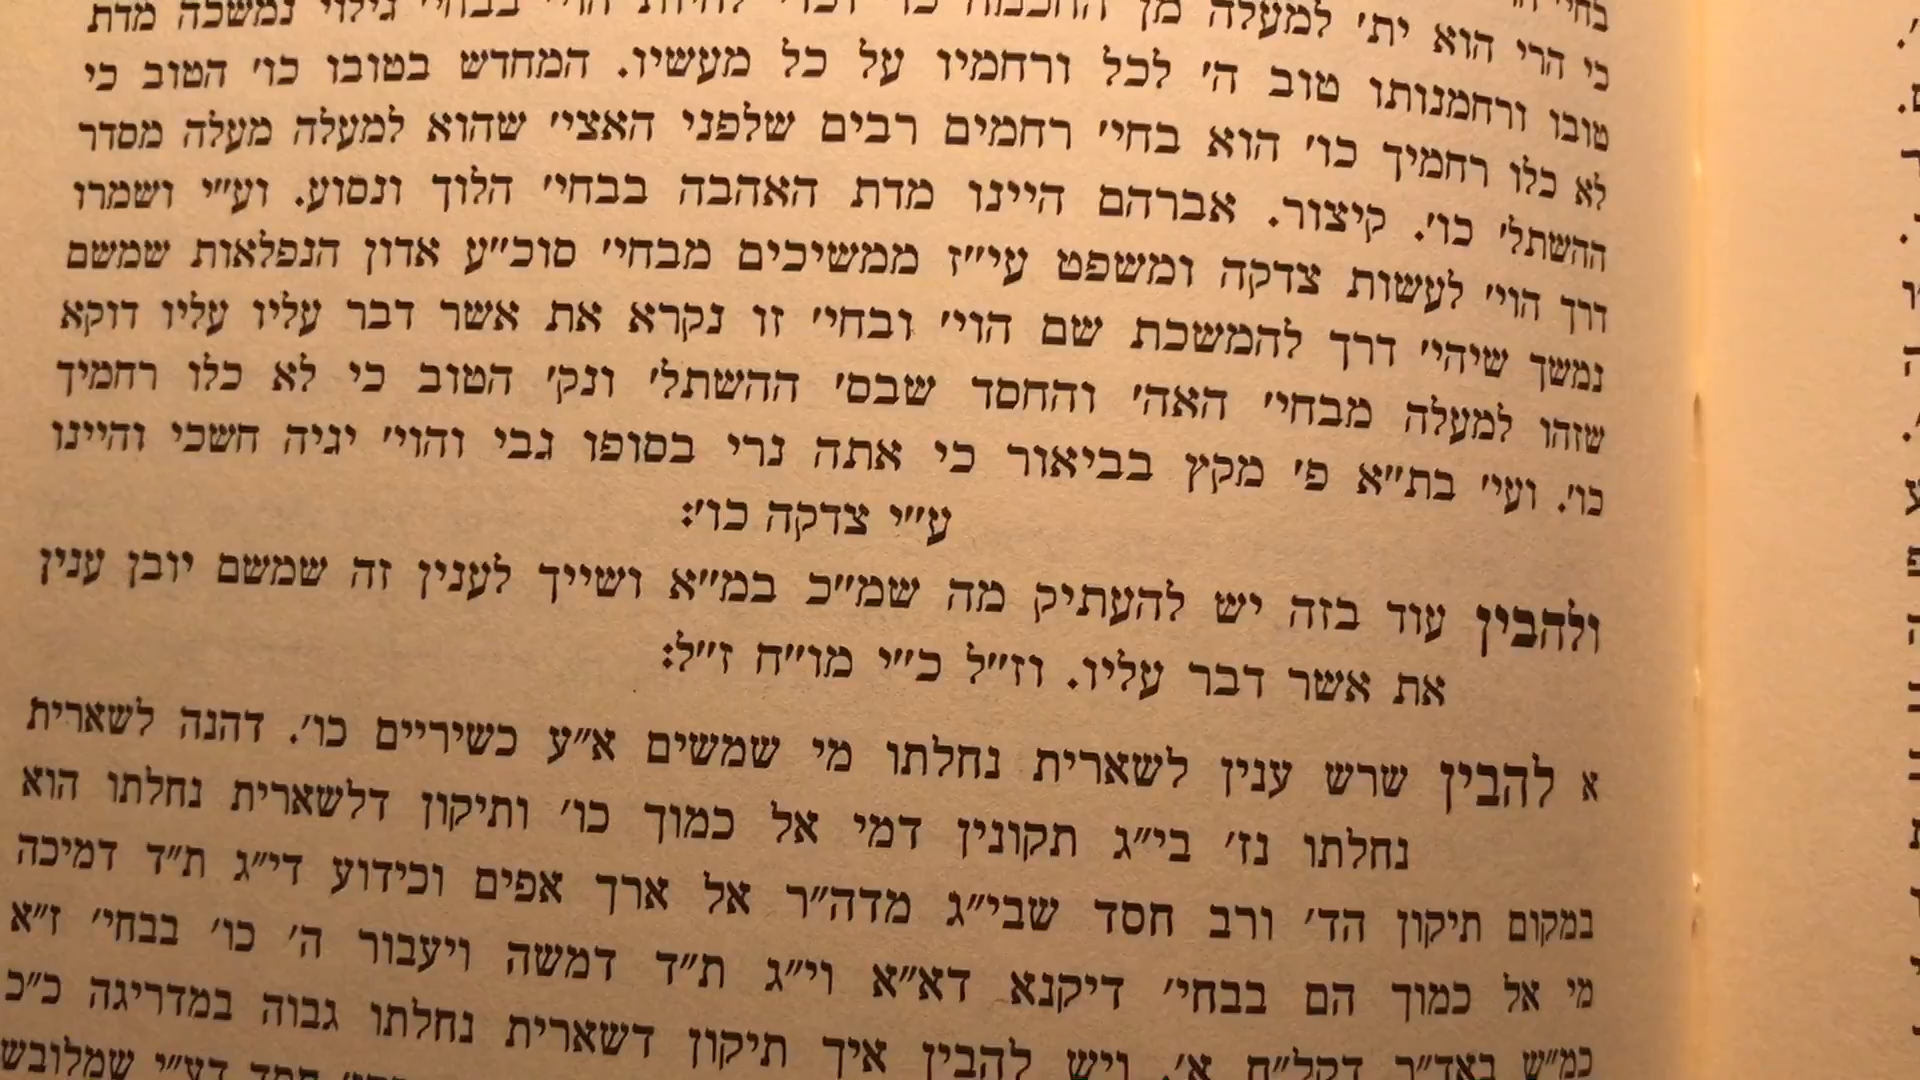 כי הרי הוא ית׳ למעלה מן החכמה כו׳ וכדי להיות הוי׳ בבחי׳ גילוי נמשכה מדת
טובו ורחמנותו טוב ה׳ לכל ורחמיו על כל מעשיו. המחדש בטובו כו׳ הטוב כי
לא כלו רחמיך כו׳ הוא בחי׳ רחמים רבים שלפני האצי׳ שהוא למעלה מעלה מסדר
ההשתל׳ כו׳. קיצור. אברהם היינו מדת האהבה בבחי׳ הלוך ונסוע. וע״י ושמרו
דרך הוי׳ לעשות צדקה ומשפט עי״ז ממשיכים מבחי׳ סוכ״ע אדון הנפלאות שמשם
נמשך שיהי׳ דרך להמשכת שם הוי׳ ובחי׳ זו נקרא את אשר דבר עליו עליו דוקא
שזהו למעלה מבחי׳ האה׳ והחסד שבס׳ ההשתל׳ ונק׳ הטוב כי לא כלו רחמיך
כו׳. ועי׳ בת״א פ׳ מקץ בביאור כי אתה נרי בסופו גבי והוי׳ יגיה חשכי והיינו
ע״י צדקה כו׳:
ולהבין עוד בזה יש להעתיק מה שמ״כ במ״א ושייך לענין זה שמשם יובן ענין
את אשר דבר עליו. וז״ל כ״י מו״ח ז״ל:
א להבין שרש ענין לשארית נחלתו מי שמשים א״ע כשיריים כו׳. דהנה לשארית
נחלתו נז׳ בי״ג תקונין דמי אל כמוך כו׳ ותיקון דלשארית נחלתו הוא
במקום תיקון הד׳ ורב חסד שבי״ג מדה״ר אל ארך אפים וכידוע די״ג ת״ד דמיכה
מי אל כמוך הם בבחי׳ דיקנא דא״א וי״ג ת״ד דמשה ויעבור ה׳ כו׳ בבחי׳ ז״א
כמ״ש באד״ר דקל״ח א׳. ויש להבין איך תיקון דשארית נחלתו גבוה במדריגה כ״כ
חסד דע״י שמלובש